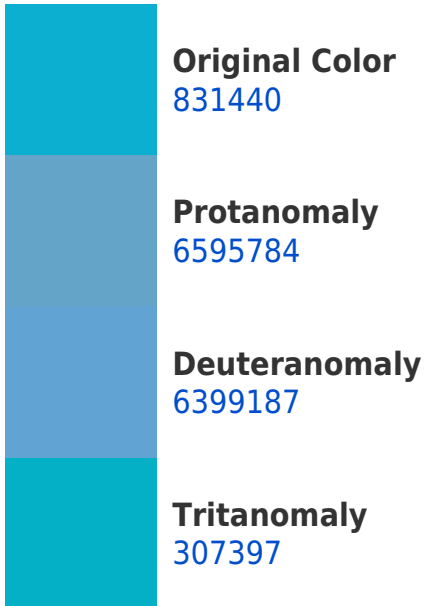 Original Color
831440
Protanomaly
6595784
Deuteranomaly
6399187
Tritanomaly
307397